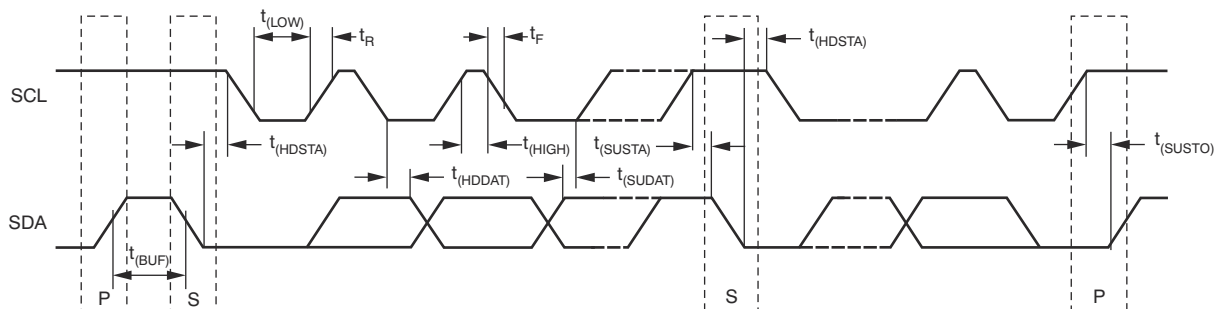 t(LOW)
tR
tF
t(HDSTA)
SCL
t(HDSTA)
t(HIGH)
t(SUSTA)
t(SUSTO)
t(HDDAT)
t(SUDAT)
SDA
t(BUF)
P
S
S
P